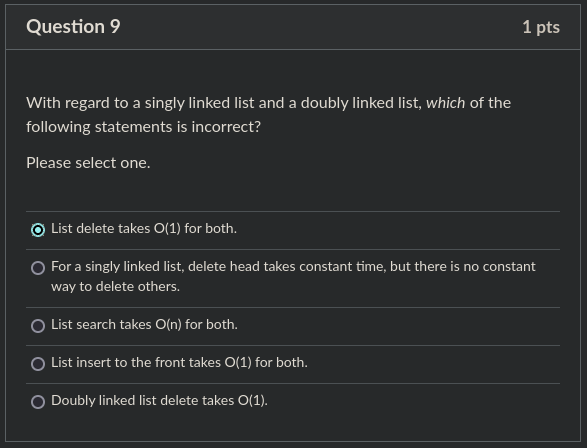 Question 9
1 pts
With regard to a singly linked list and a doubly linked list, which of the
following statements is incorrect?
Please select one.
List delete takes O(1) for both.
For a singly linked list, delete head takes constant time, but there is no constant
way to delete others.
List search takes O(n) for both.
List insert to the front takes O(1) for both.
Doubly linked list delete takes O(1).